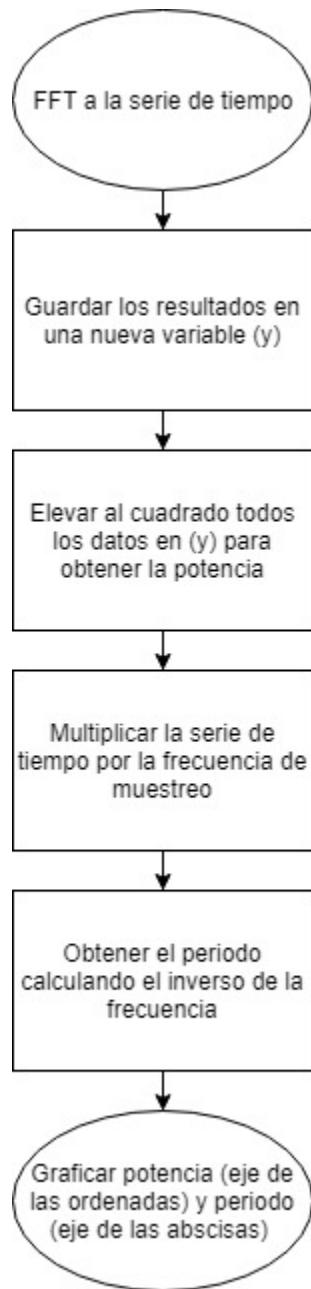 FFT a la serie de tiempo
Guardar los resultados en
una nueva variable (y)
Elevar al cuadrado todos
los datos en (y) para
obtener la potencia
Multiplicar la serie de
tiempo por la frecuencia de
muestreo
Obtener el periodo
calculando el inverso de la
frecuencia
Graficar potencia (eje de
las ordenadas) y periodo
(eje de las abscisas)